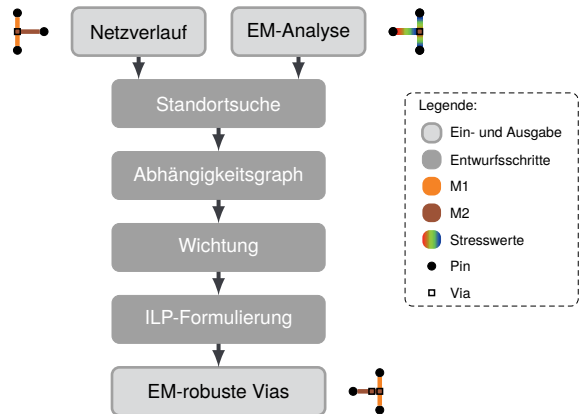 Netzverlauf
EM-Analyse
Standortsuche
Abhängigkeitsgraph
Wichtung
ILP-Formulierung
EM-robuste Vias
Legende:
Ein- und Ausgabe
Entwurfsschritte
M1
M2
Stresswerte
Pin
Via